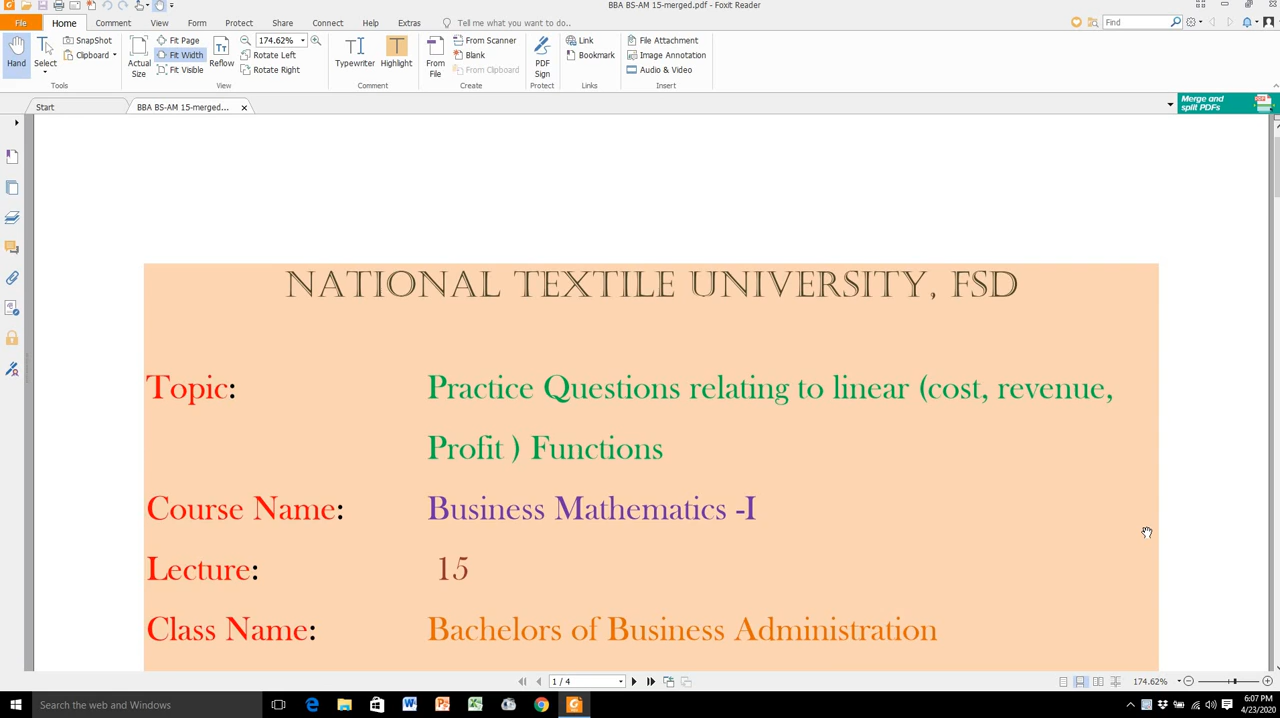 BBA BS-AM 15-merged.pdf - Foxit Reader
File Home Comment View Form Protect Share Connect Help Extras Tell me what you want to do... Find
SnapShot Fit Page 174.62% From Scanner Link File Attachment
Clipboard Fit Width Rotate Left Blank Bookmark Image Annotation
Hand Select Actual Size Fit Visible Reflow Rotate Right Typewriter Highlight From File From Clipboard PDF Sign Audio & Video
Tools View Comment Create Protect Links Insert
Start BBA BS-AM 15-merged... Merge and split PDFs
NATIONAL TEXTILE UNIVERSITY, FSD
Topic: Practice Questions relating to linear (cost, revenue,
Profit ) Functions
Course Name: Business Mathematics -I
Lecture: 15
Class Name: Bachelors of Business Administration
1 / 4 174.62%
Search the web and Windows 6:07 PM
4/23/2020